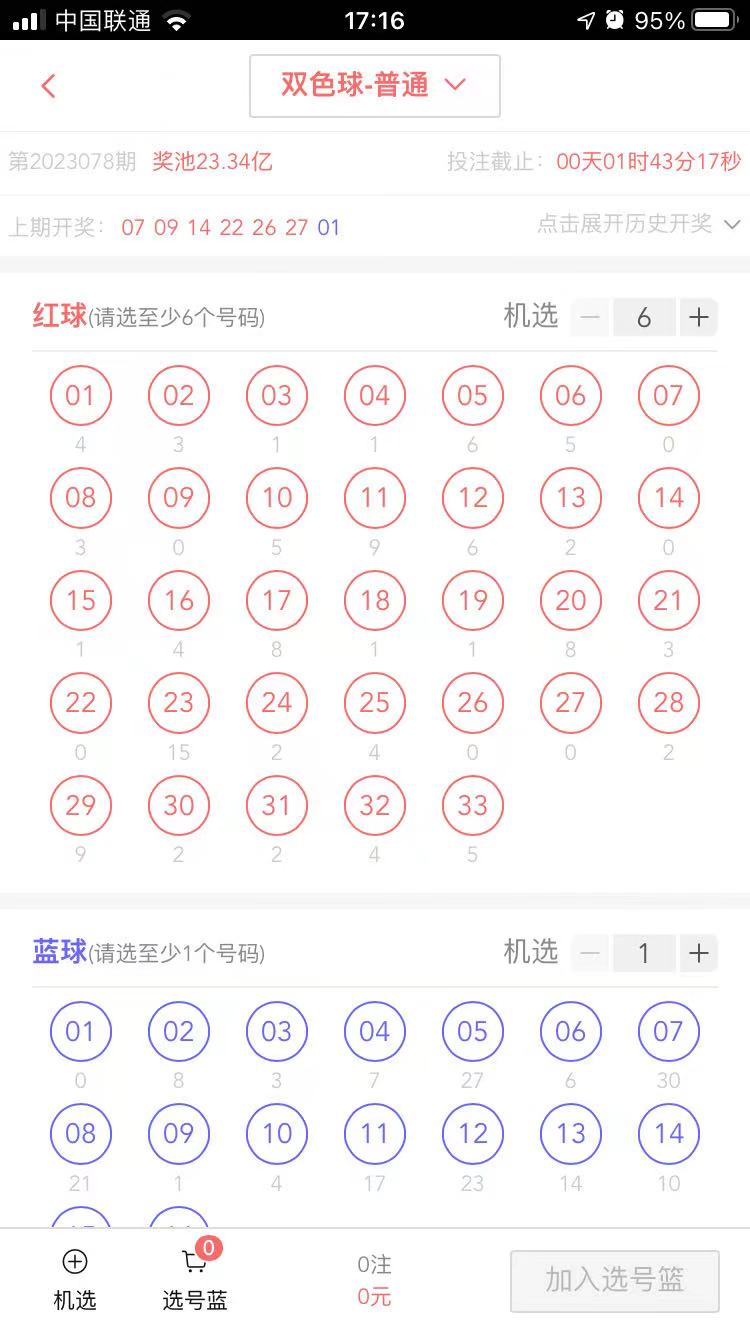 中国联通 17:16 95%
双色球-普通
第2023078期 奖池23.34亿 投注截止: 00天01时43分17秒
上期开奖: 07 09 14 22 26 27 01 点击展开历史开奖
红球(请选至少6个号码) 机选 6
01 02 03 04 05 06 07
4 3 1 1 6 5 0
08 09 10 11 12 13 14
3 0 5 9 6 2 0
15 16 17 18 19 20 21
1 4 8 1 1 8 3
22 23 24 25 26 27 28
0 15 2 4 0 0 2
29 30 31 32 33
9 2 2 4 5
蓝球(请选至少1个号码) 机选 1
01 02 03 04 05 06 07
0 8 3 7 27 6 30
08 09 10 11 12 13 14
21 1 4 17 23 14 10
0
0注
机选 选号蓝 0元 加入选号篮